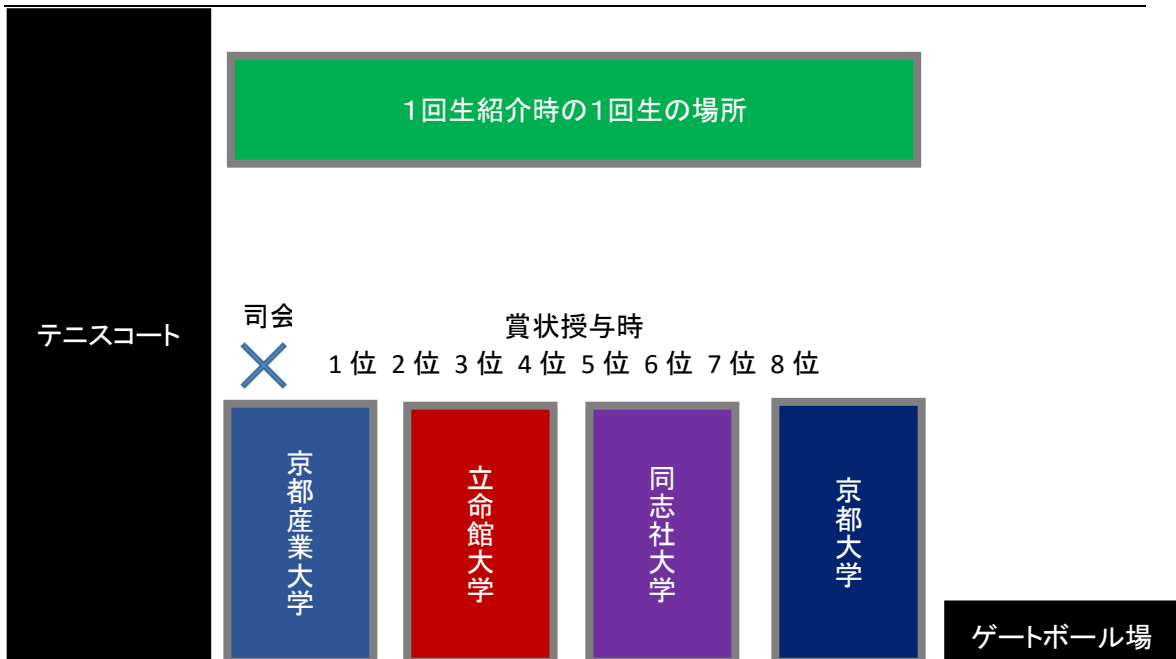 １回生紹介時の１回生の場所
テニスコート
司会
賞状授与時
1 位 2 位 3 位 4 位 5 位 6 位 7 位 8 位
京都産業大学
立命館大学
同志社大学
京都大学
ゲートボール場